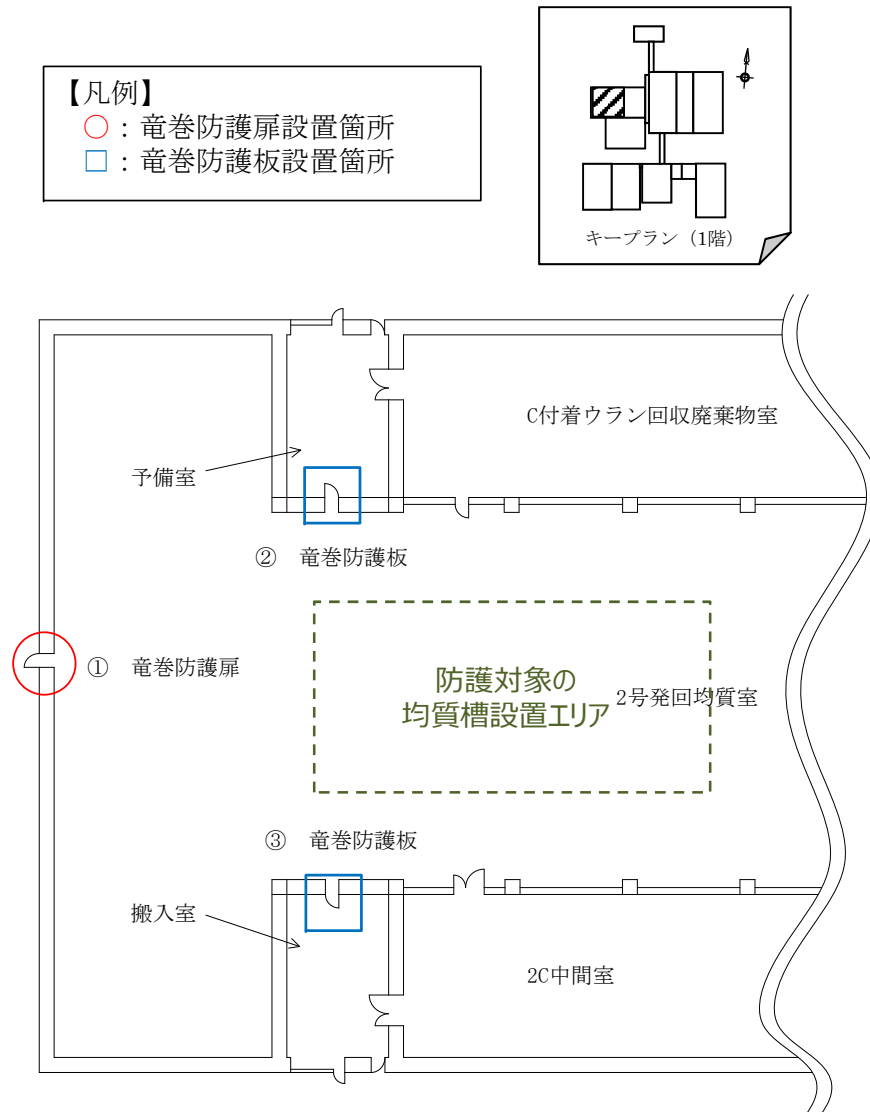 【凡例】
○：竜巻防護扉設置箇所
□：竜巻防護板設置箇所
キープラン（1階）
C付着ウラン回収廃棄物室
予備室
② 竜巻防護板
① 竜巻防護扉
防護対象の
均質槽設置エリア
2号発回均質室
③ 竜巻防護板
搬入室
2C中間室